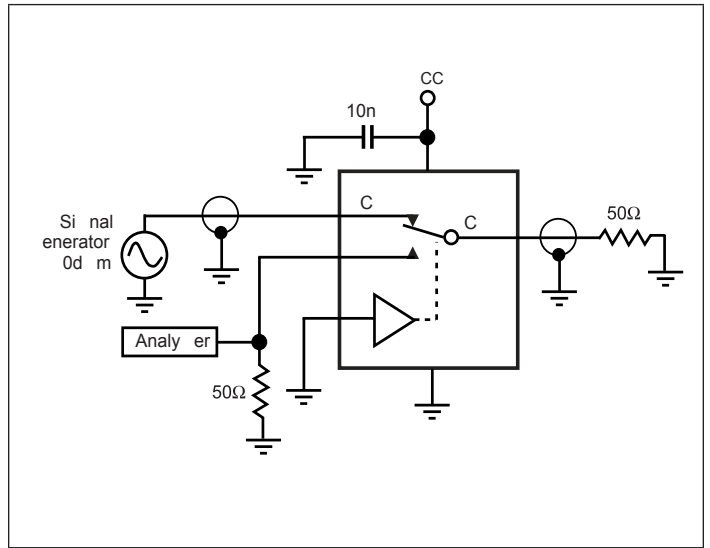 CC
10n
C
C
50Ω
Si nal
enerator
0d m
Analy er
50Ω